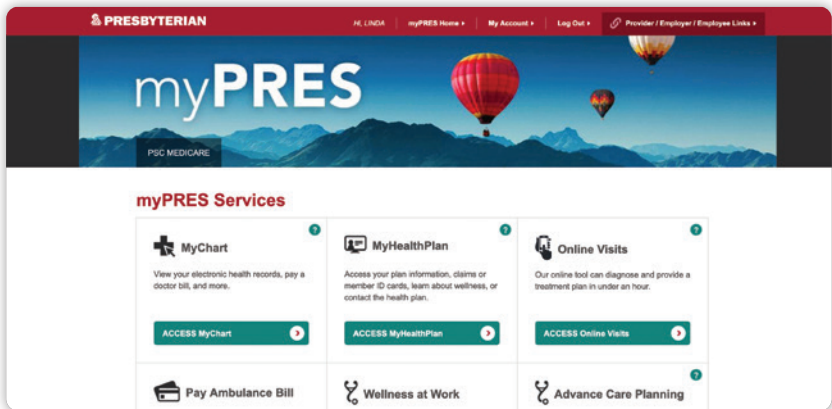 PRESBYTERIAN
HI, LINDA
myPRES Home
My Account
Log Out
Provider / Employer / Employee Links
myPRES
PSC MEDICARE
myPRES Services
?
MyChart
View your electronic health records, pay a
doctor bill, and more.
ACCESS MyChart
?
MyHealthPlan
Access your plan information, claims or
member ID cards, learn about wellness, or
contact the health plan.
ACCESS MyHealthPlan
?
Online Visits
Our online tool can diagnose and provide a
treatment plan in under an hour.
ACCESS Online Visits
Pay Ambulance Bill
Wellness at Work
?
Advance Care Planning